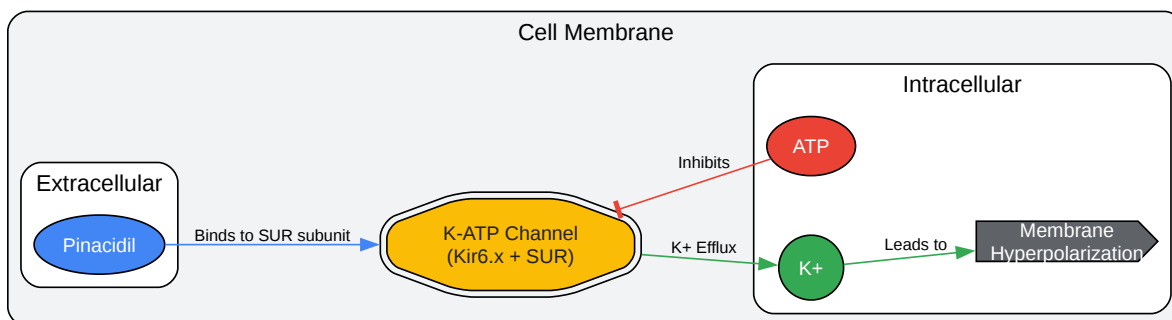 Cell Membrane
Intracellular
ATP
Inhibits
Extracellular
Pinacidil
Binds to SUR subunit
K-ATP Channel
(Kir6.x + SUR)
K+ Efflux
K+
Leads to
Membrane
Hyperpolarization